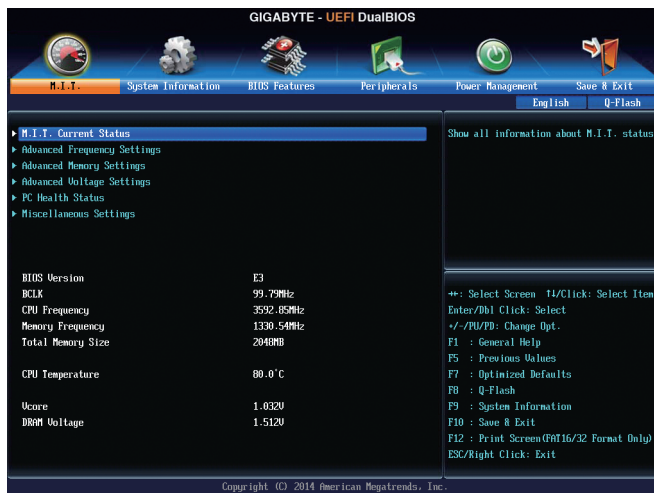 GIGABYTE - UEFI DualBIOS
M.I.T. System Information BIOS Features Peripherals Power Management Save & Exit
English Q-Flash
M.I.T. Current Status
Advanced Frequency Settings
Advanced Memory Settings
Advanced Voltage Settings
PC Health Status
Miscellaneous Settings
Show all information about M.I.T. status
BIOS Version E3
BCLK 99.79MHz
CPU Frequency 3592.85MHz
Memory Frequency 1330.54MHz
Total Memory Size 2048MB
CPU Temperature 80.0°C
Vcore 1.032V
DRAM Voltage 1.512V
→←: Select Screen ↑↓/Click: Select Item
Enter/Dbl Click: Select
+/-/PU/PD: Change Opt.
F1 : General Help
F5 : Previous Values
F7 : Optimized Defaults
F8 : Q-Flash
F9 : System Information
F10 : Save & Exit
F12 : Print Screen(FAT16/32 Format Only)
ESC/Right Click: Exit
Copyright (C) 2014 American Megatrends, Inc.